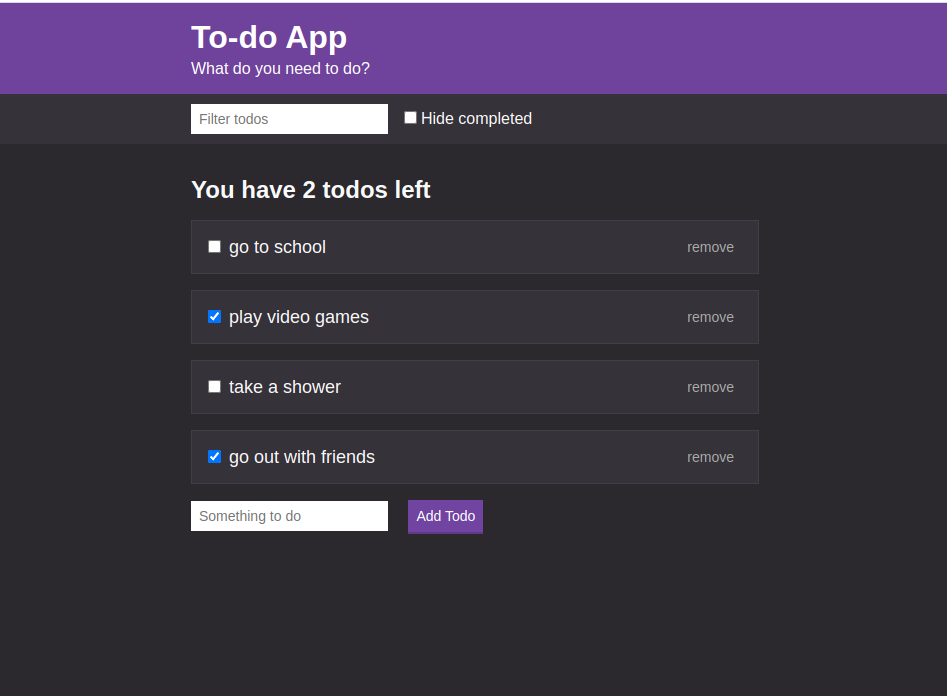 To-do App
What do you need to do?
Filter todos Hide completed
You have 2 todos left
go to school remove
play video games remove
take a shower remove
go out with friends remove
Something to do Add Todo